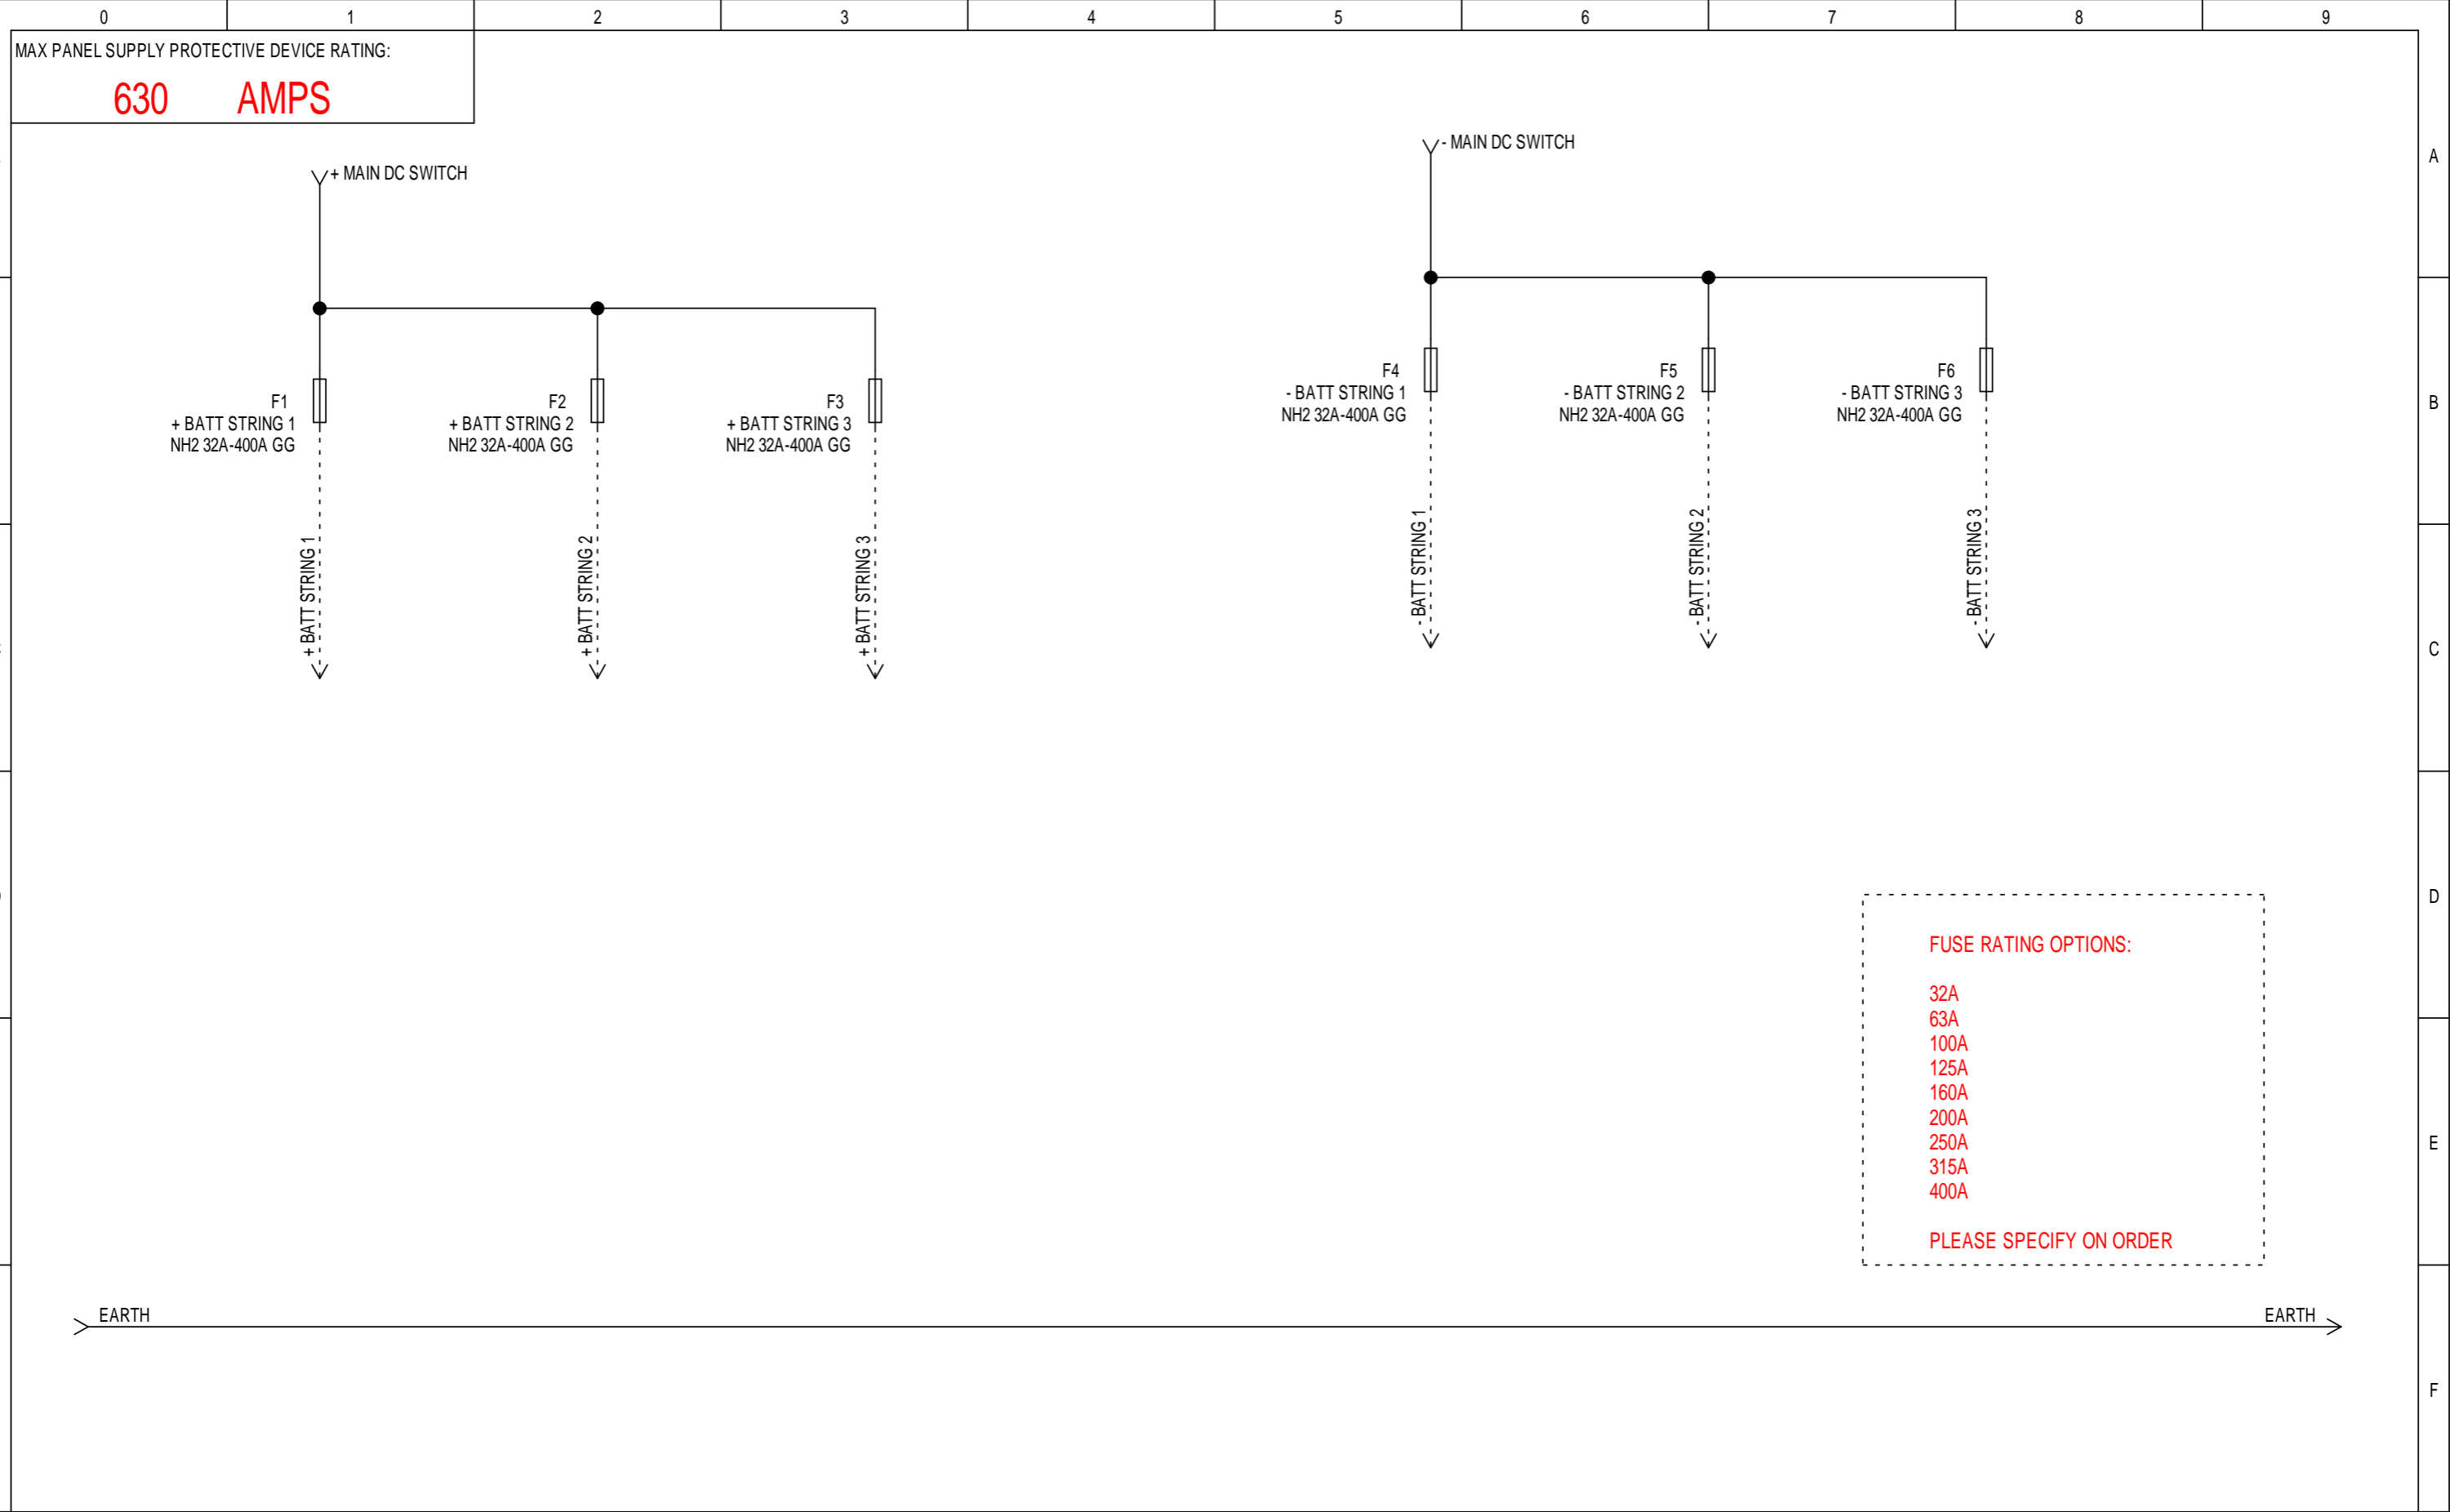 0 1 2 3 4 5 6 7 8 9
MAX PANEL SUPPLY PROTECTIVE DEVICE RATING:
630 AMPS
+ MAIN DC SWITCH
- MAIN DC SWITCH
A
F1
+ BATT STRING 1
NH2 32A-400A GG
F2
+ BATT STRING 2
NH2 32A-400A GG
F3
+ BATT STRING 3
NH2 32A-400A GG
F4
- BATT STRING 1
NH2 32A-400A GG
F5
- BATT STRING 2
NH2 32A-400A GG
F6
- BATT STRING 3
NH2 32A-400A GG
B
+ BATT STRING 1
+ BATT STRING 2
+ BATT STRING 3
- BATT STRING 1
- BATT STRING 2
- BATT STRING 3
C
D
FUSE RATING OPTIONS:
32A
63A
100A
125A
160A
200A
250A
315A
400A
PLEASE SPECIFY ON ORDER
E
EARTH
EARTH
F